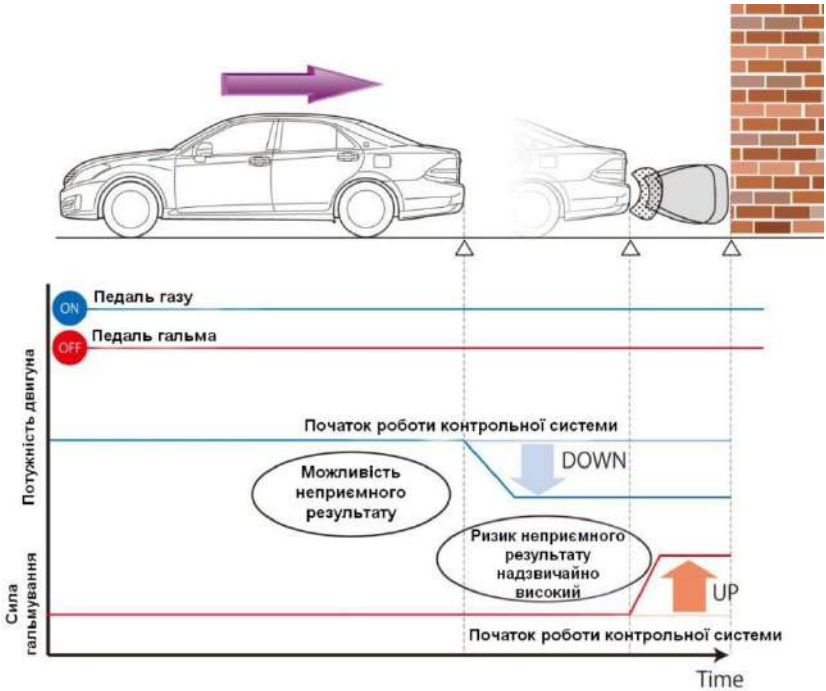 ON
Педаль газу
OFF
Педаль гальма
Потужність двигуна
Сила
гальмування
Початок роботи контрольної системи
DOWN
Можливість
неприємного
результату
Ризик неприємного
результату
надзвичайно
високий
UP
Початок роботи контрольної системи
Time